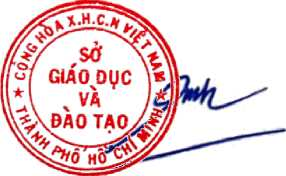 CỘNG HÒA X.H.C.N VIỆT NAM
SỞ
GIÁO DỤC
VÀ
ĐÀO TẠO
★ THÀNH PHỐ HỒ CHÍ MINH ★